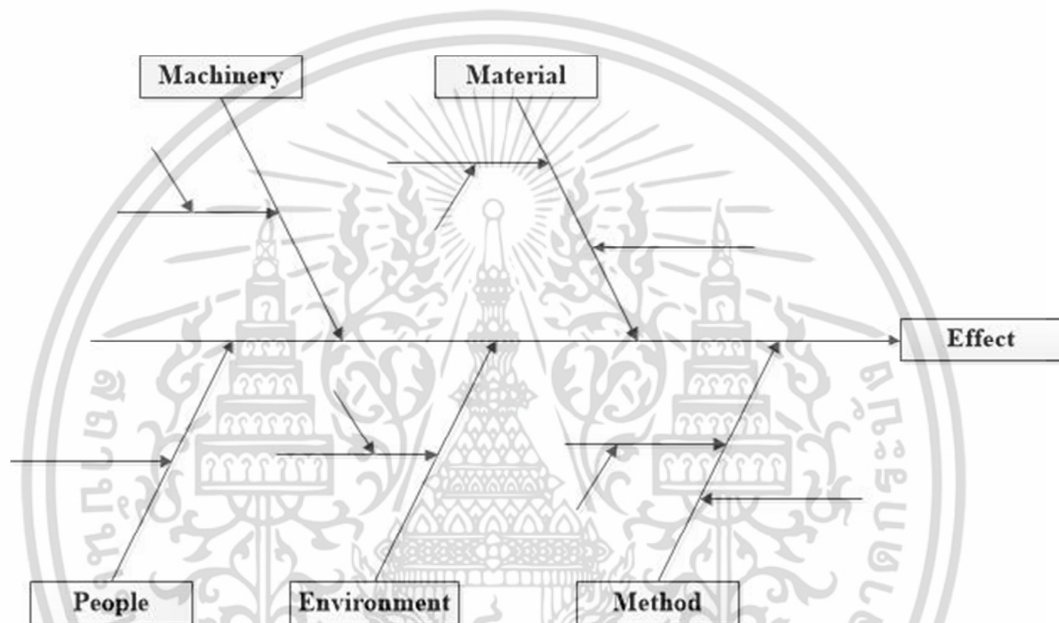 Machinery
Material
Effect
People
Environment
Method